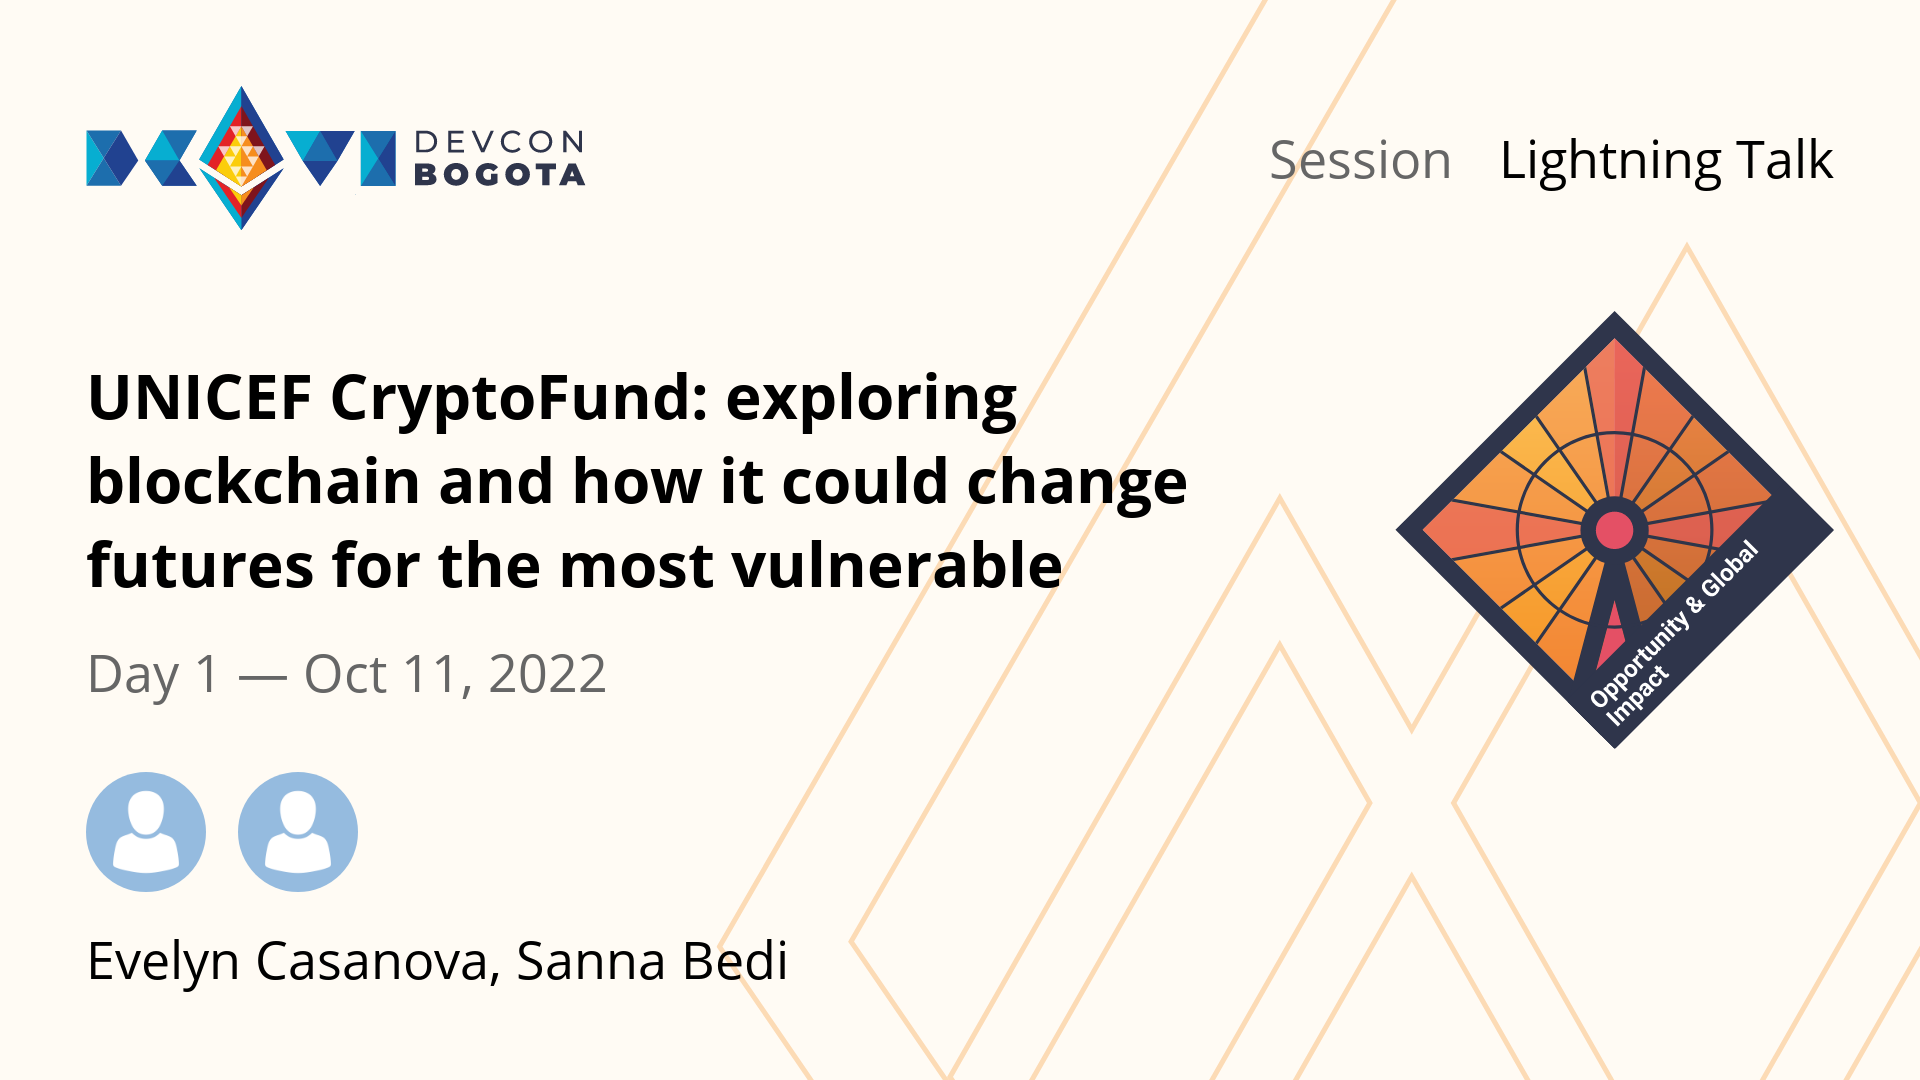 DEVCON
BOGOTA
Session Lightning Talk
UNICEF CryptoFund: exploring
blockchain and how it could change
futures for the most vulnerable
Day 1 — Oct 11, 2022
Opportunity & Global
Impact
Evelyn Casanova, Sanna Bedi